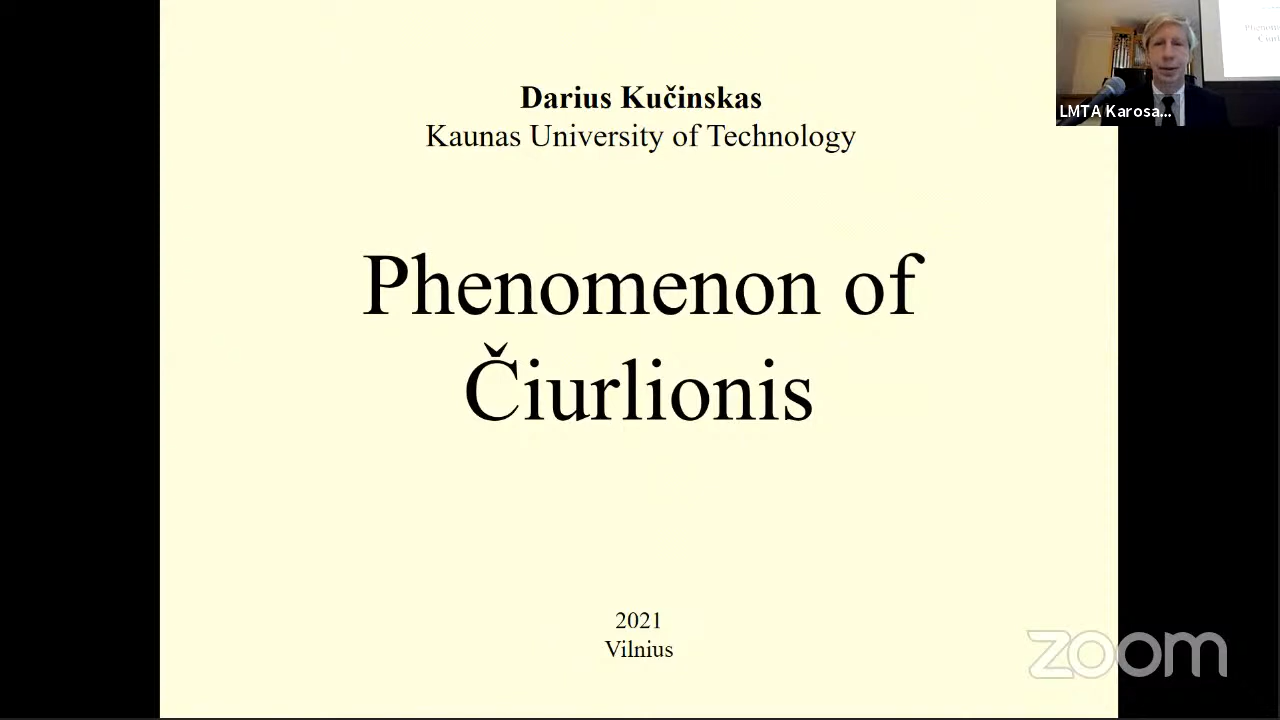 Darius Kučinskas
Kaunas University of Technology
Phenomenon of
Čiurlionis
2021
Vilnius
LMTA Karosa...
zoom